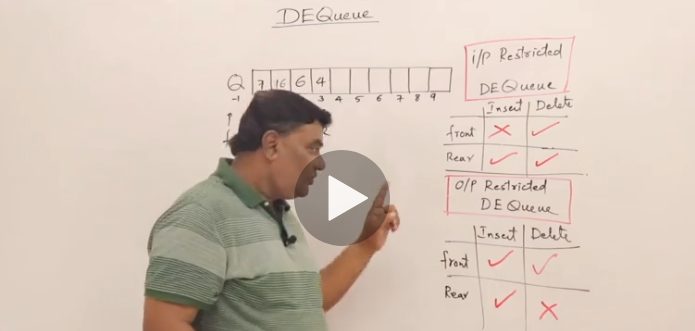 DEQueue
Q 7 16 6 4
-1 3 4 5 6 7 8 9
i/p Restricted
DEQueue
Insert Delete
front ✗ ✓
Rear ✓ ✓
O/P Restricted
DEQueue
Insert Delete
front ✓ ✓
Rear ✓ ✗